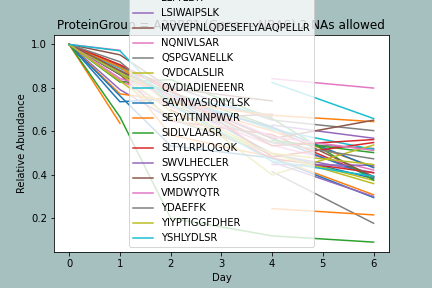 ProteinGroup = A NAs allowed
LSIWAIPSLK
MVVEPNLQDESEFLYAAQPELLR
NQNIVLSAR
QSPGVANELLK
QVDCALSLIR
QVDIADIENEENR
SAVNVASIQNYLSK
SEYVITNNPWVR
SIDLVLAASR
SLTYLRPLQGQK
SWVLHECLER
VLSGSPYYK
VMDWYQTR
YDAEFFK
YIYPTIGGFDHER
YSHLYDLSR
Relative Abundance
1.0
0.8
0.6
0.4
0.2
0 1 2 3 4 5 6
Day